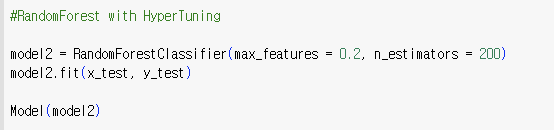 #RandomForest with HyperTuning
model2 = RandomForestClassifier(max_features = 0.2, n_estimators = 200)
model2.fit(x_test, y_test)
Model(model2)